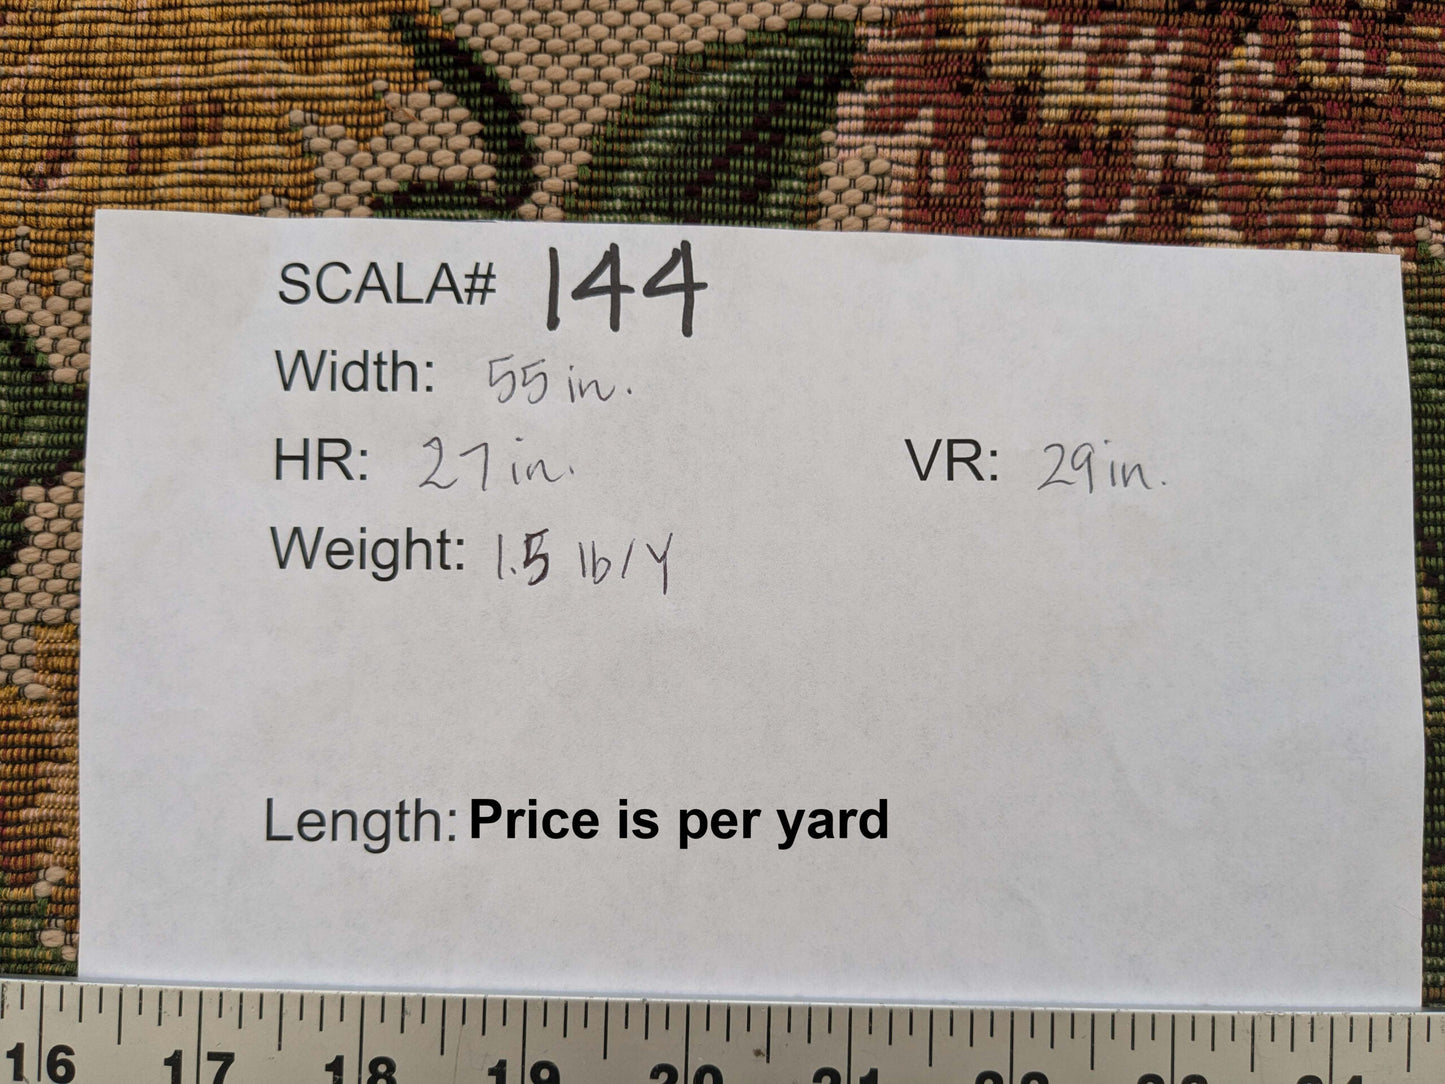 SCALA# 144
Width: 55 in.
HR: 27 in. VR: 29 in.
Weight: 1.5 lb/Y
Length: Price is per yard
16 17 18 19 20 21